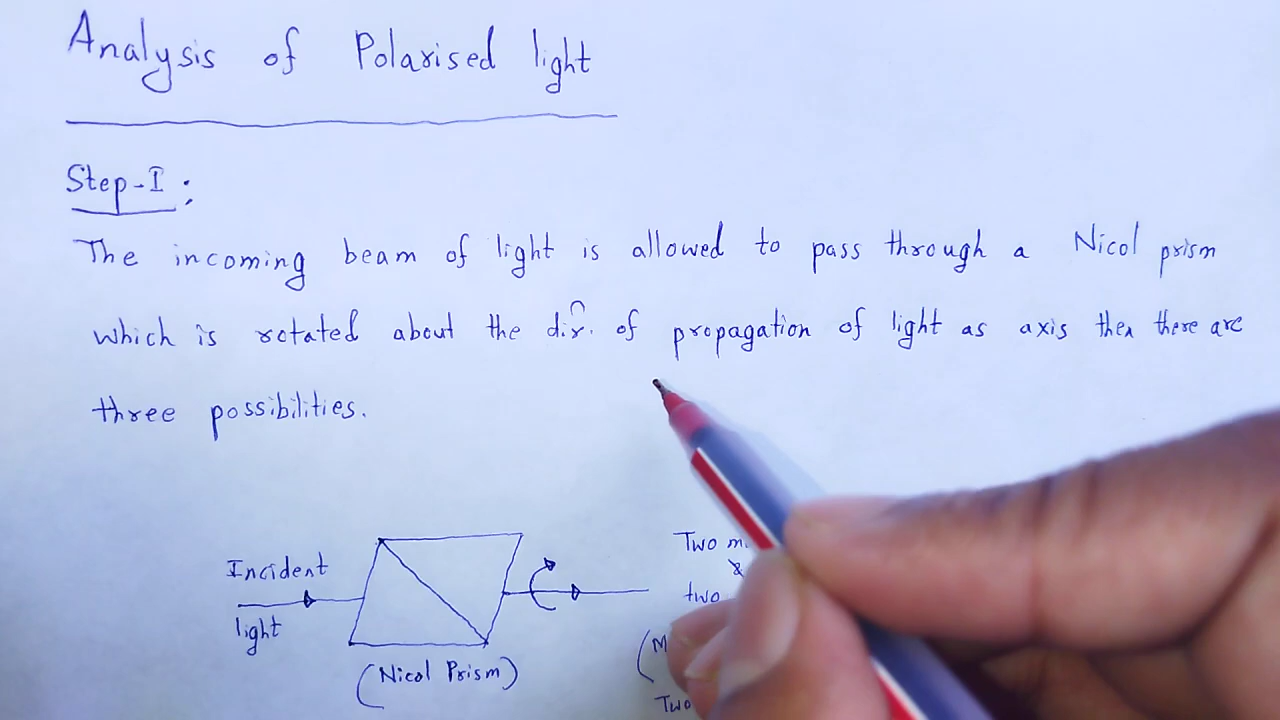 Analysis of Polarised light
Step-I :
The incoming beam of light is allowed to pass through a Nicol prism
which is rotated about the dirⁿ. of propagation of light as axis then there are
three possibilities.
Incident
light
(Nicol Prism)
Two
&
two
(M
Two